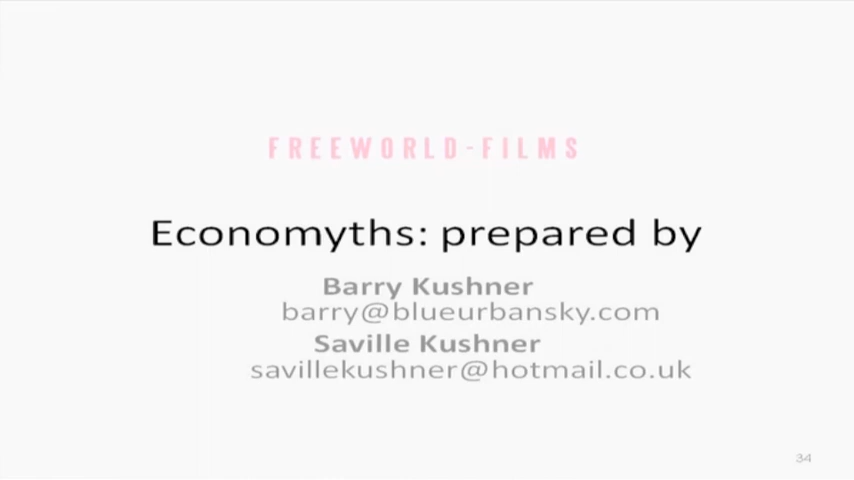 FREEWORLD-FILMS
Economyths: prepared by
Barry Kushner
barry@blueurbansky.com
Saville Kushner
savillekushner@hotmail.co.uk
34